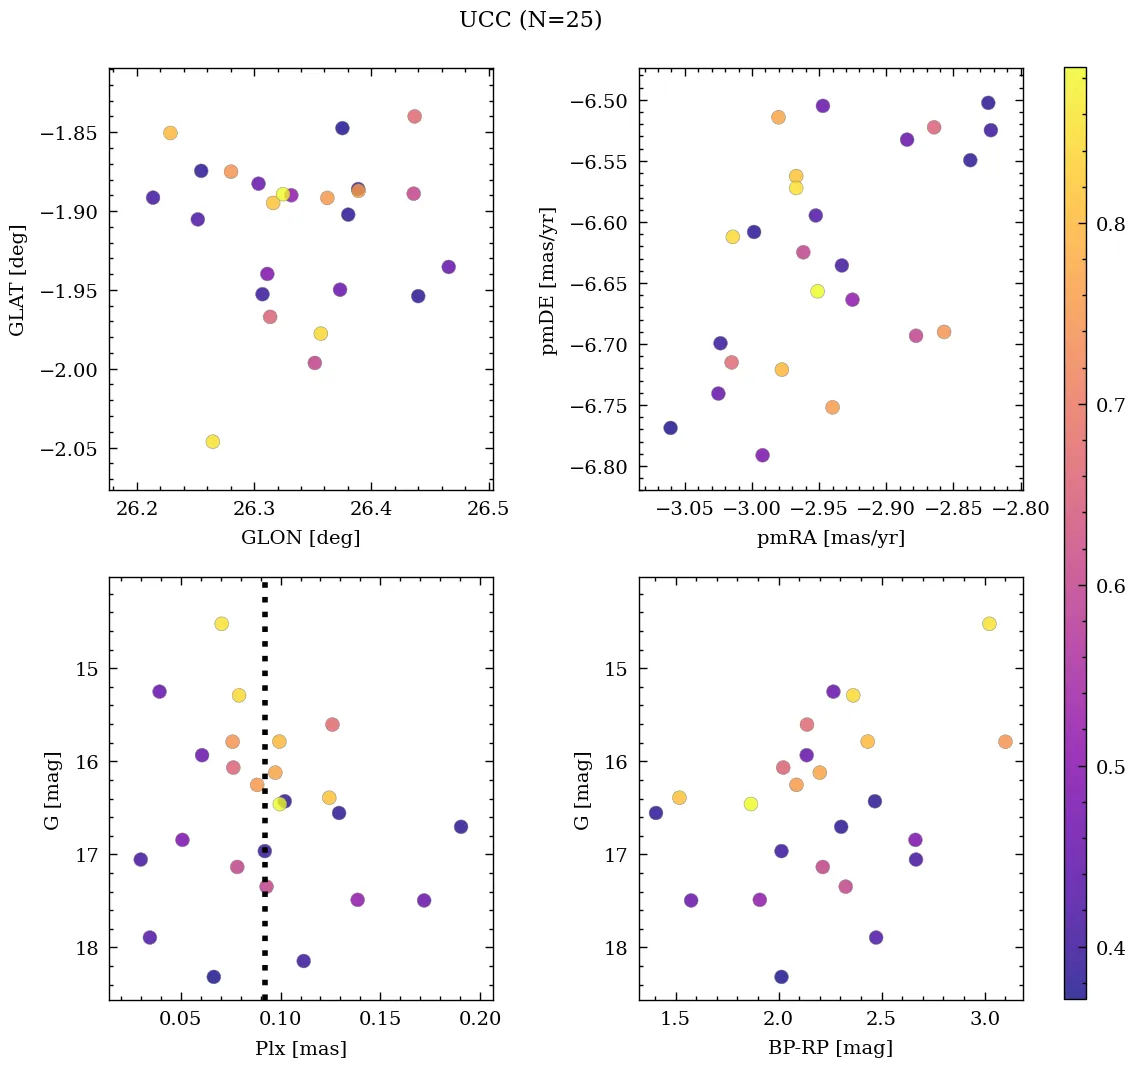 UCC (N=25)
−1.85
−1.90
−1.95
−2.00
−2.05
GLAT [deg]
26.2 26.3 26.4 26.5
GLON [deg]
−6.50
−6.55
−6.60
−6.65
−6.70
−6.75
−6.80
pmDE [mas/yr]
−3.05 −3.00 −2.95 −2.90 −2.85 −2.80
pmRA [mas/yr]
15
16
17
18
G [mag]
0.05 0.10 0.15 0.20
Plx [mas]
15
16
17
18
G [mag]
1.5 2.0 2.5 3.0
BP-RP [mag]
0.8
0.7
0.6
0.5
0.4